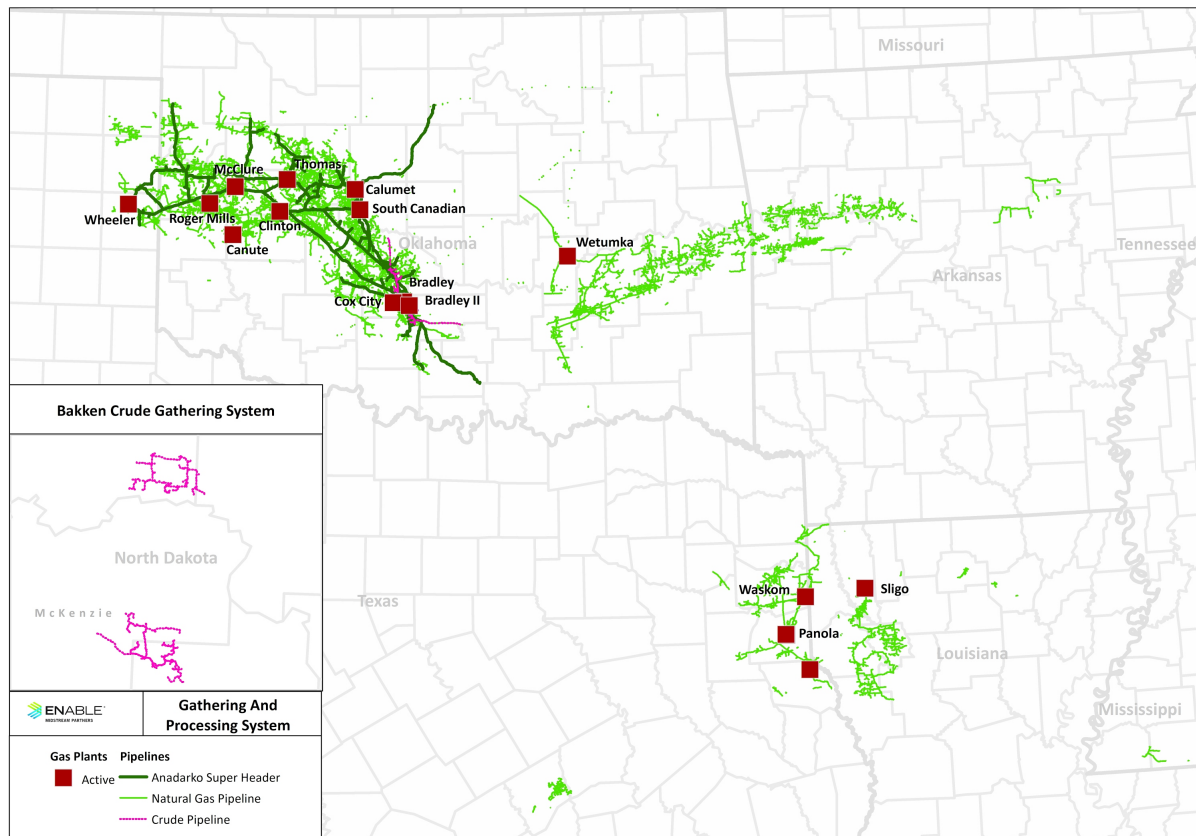 Missouri
McClure
Thomas
Calumet
Wheeler
Roger Mills
Clinton
South Canadian
Canute
Oklahoma
Wetumka
Tennessee
Arkansas
Bradley
Cox City
Bradley II
Bakken Crude Gathering System
North Dakota
McKenzie
Texas
Waskom
Sligo
Panola
Louisiana
Mississippi
ENABLE
MIDSTREAM PARTNERS
Gathering And
Processing System
Gas Plants
Active
Pipelines
Anadarko Super Header
Natural Gas Pipeline
Crude Pipeline